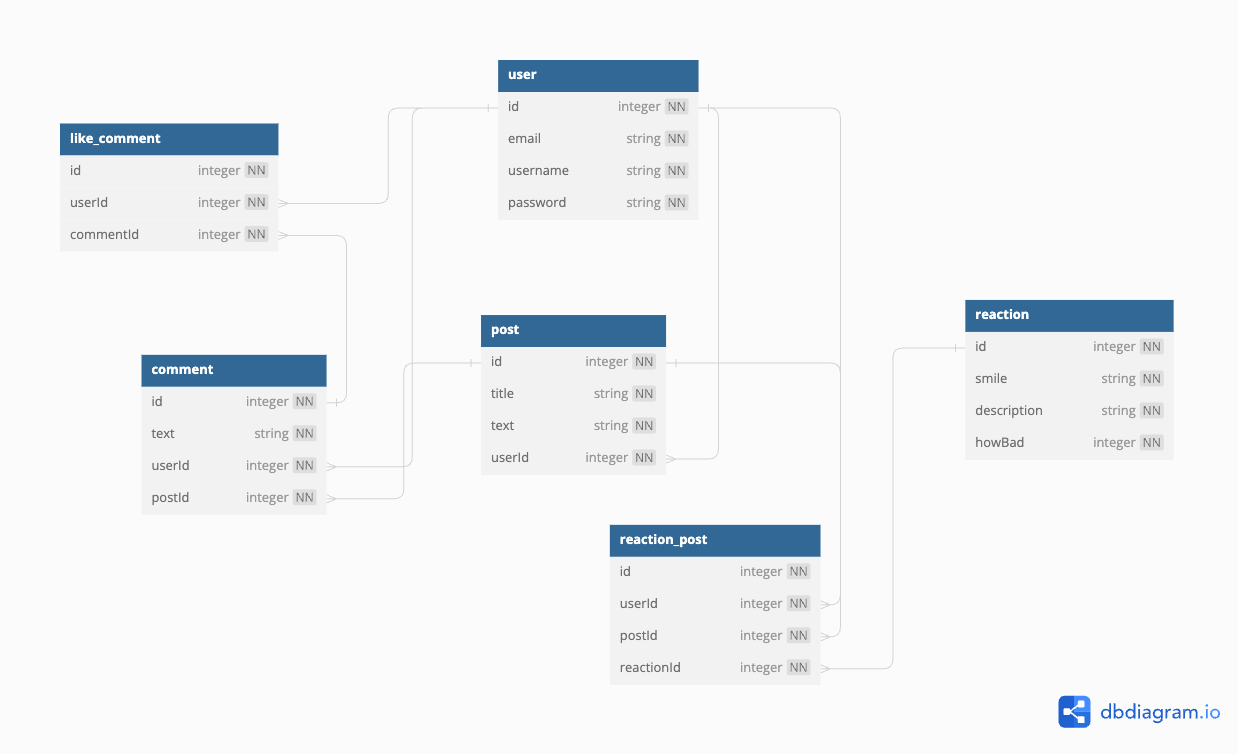 user
id integer NN
email string NN
username string NN
password string NN
like_comment
id integer NN
userId integer NN
commentId integer NN
comment
id integer NN
text string NN
userId integer NN
postId integer NN
post
id integer NN
title string NN
text string NN
userId integer NN
reaction
id integer NN
smile string NN
description string NN
howBad integer NN
reaction_post
id integer NN
userId integer NN
postId integer NN
reactionId integer NN
dbdiagram.io